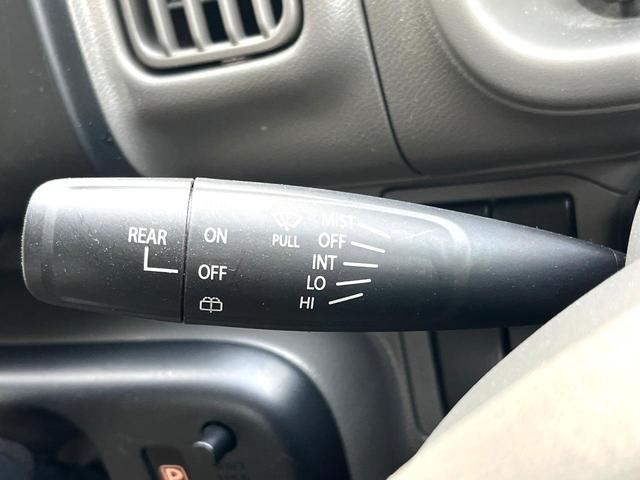 REAR
ON
OFF
PULL
MIST
OFF
INT
LO
HI
D